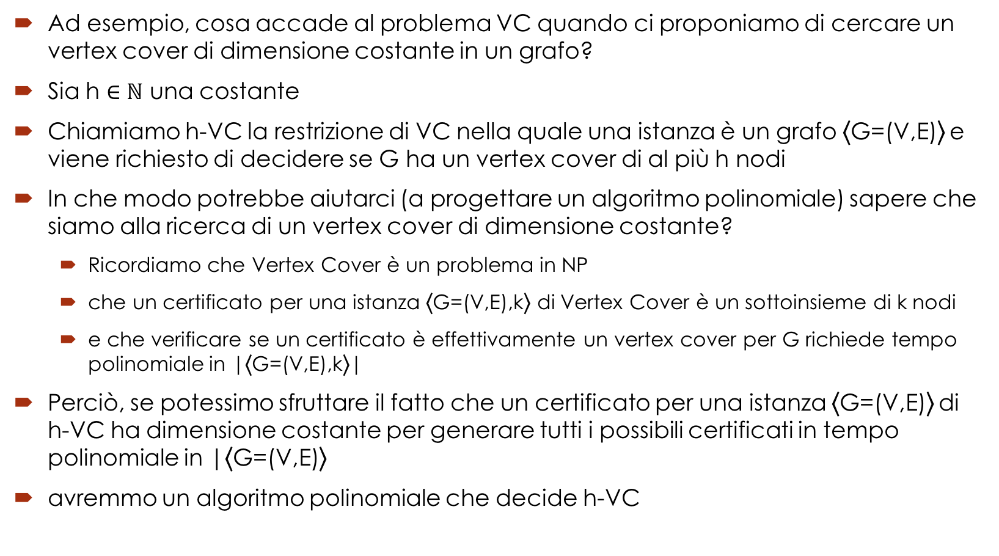 Ad esempio, cosa accade al problema VC quando ci proponiamo di cercare un
vertex cover di dimensione costante in un grafo?
Sia h ∈ ℕ una costante
Chiamiamo h-VC la restrizione di VC nella quale una istanza è un grafo ⟨G=(V,E)⟩ e
viene richiesto di decidere se G ha un vertex cover di al più h nodi
In che modo potrebbe aiutarci (a progettare un algoritmo polinomiale) sapere che
siamo alla ricerca di un vertex cover di dimensione costante?
Ricordiamo che Vertex Cover è un problema in NP
che un certificato per una istanza ⟨G=(V,E),k⟩ di Vertex Cover è un sottoinsieme di k nodi
e che verificare se un certificato è effettivamente un vertex cover per G richiede tempo
polinomiale in |⟨G=(V,E),k⟩|
Perciò, se potessimo sfruttare il fatto che un certificato per una istanza ⟨G=(V,E)⟩ di
h-VC ha dimensione costante per generare tutti i possibili certificati in tempo
polinomiale in |⟨G=(V,E)⟩
avremmo un algoritmo polinomiale che decide h-VC